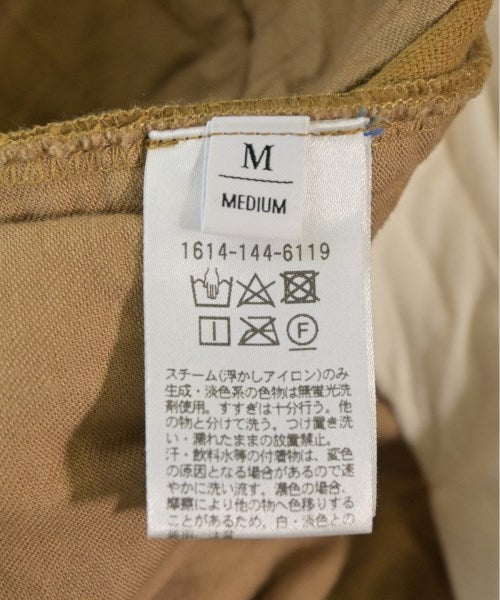 M
MEDIUM
1614-144-6119
F
スチーム(浮かしアイロン)のみ
生成・淡色系の色物は無蛍光洗
剤使用。すすぎは十分行う。他
の物と分けて洗う。つけ置き洗
い・濡れたままの放置禁止。
汗・飲料水等の付着物は、変色
の原因となる場合があるので速
やかに洗い流す。濃色の場合、
摩擦により他の物へ色移りする
ことがあるため、白・淡色との